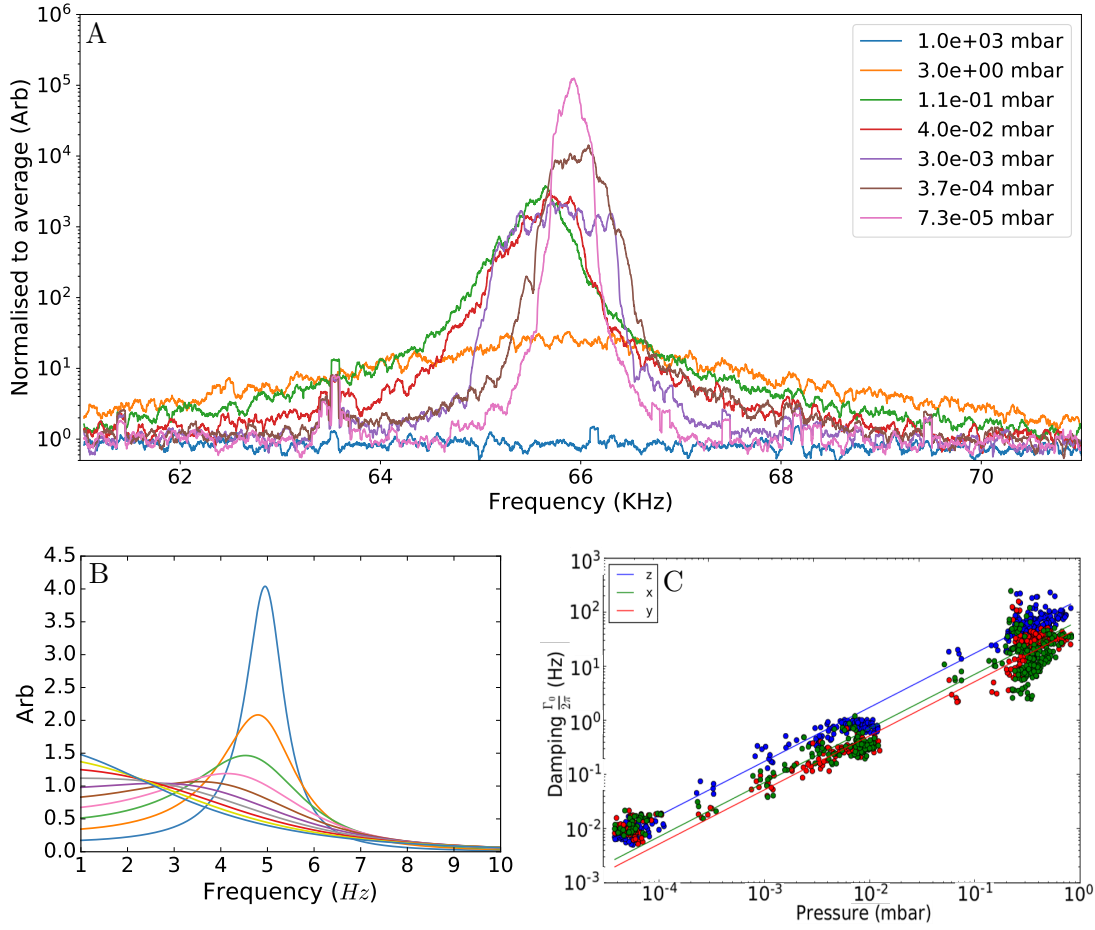 A
Normalised to average (Arb)
10^6
10^5
10^4
10^3
10^2
10^1
10^0
1.0e+03 mbar
3.0e+00 mbar
1.1e-01 mbar
4.0e-02 mbar
3.0e-03 mbar
3.7e-04 mbar
7.3e-05 mbar
62 64 66 68 70
Frequency (KHz)
B
Arb
4.5
4.0
3.5
3.0
2.5
2.0
1.5
1.0
0.5
0.0
1 2 3 4 5 6 7 8 9 10
Frequency (Hz)
C
z
x
y
Damping Γ₀/2π (Hz)
10^3
10^2
10^1
10^0
10^-1
10^-2
10^-3
10^-4 10^-3 10^-2 10^-1 10^0
Pressure (mbar)